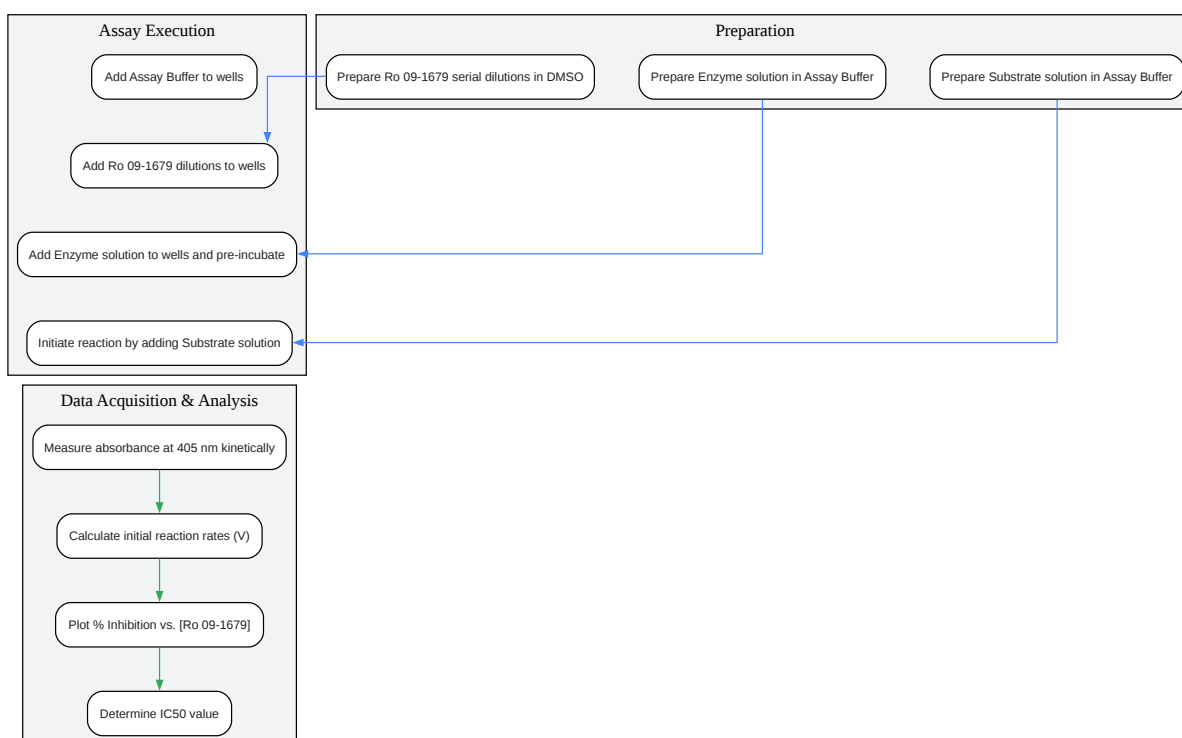 Assay Execution
Add Assay Buffer to wells
Add Ro 09-1679 dilutions to wells
Add Enzyme solution to wells and pre-incubate
Initiate reaction by adding Substrate solution
Preparation
Prepare Ro 09-1679 serial dilutions in DMSO
Prepare Enzyme solution in Assay Buffer
Prepare Substrate solution in Assay Buffer
Data Acquisition & Analysis
Measure absorbance at 405 nm kinetically
Calculate initial reaction rates (V)
Plot % Inhibition vs. [Ro 09-1679]
Determine IC50 value